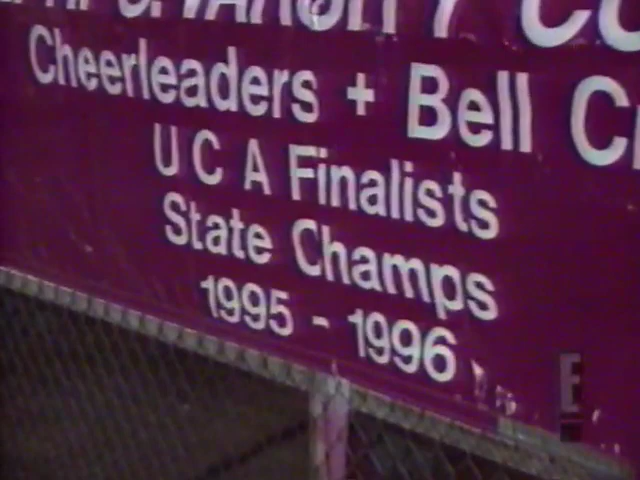 Cheerleaders + Bell
U C A Finalists
State Champs
1995 - 1996
E